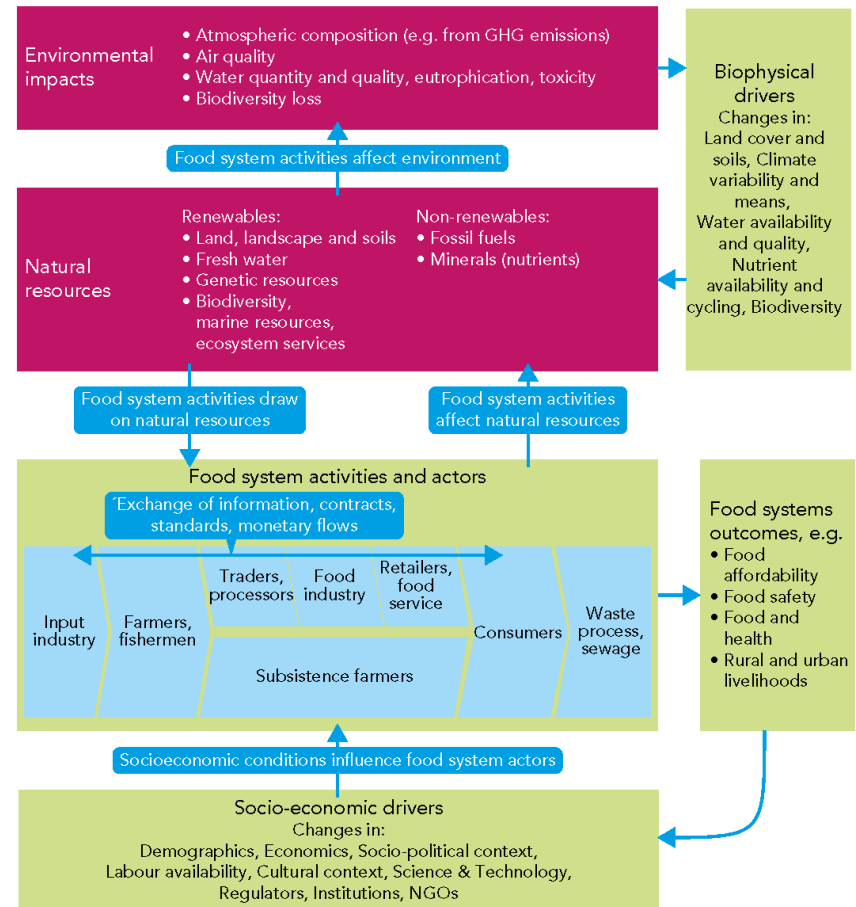 Environmental
impacts
• Atmospheric composition (e.g. from GHG emissions)
• Air quality
• Water quantity and quality, eutrophication, toxicity
• Biodiversity loss
Biophysical
drivers
Changes in:
Land cover and
soils, Climate
variability and
means,
Water availability
and quality,
Nutrient
availability and
cycling, Biodiversity
Food system activities affect environment
Natural
resources
Renewables:
• Land, landscape and soils
• Fresh water
• Genetic resources
• Biodiversity,
marine resources,
ecosystem services
Non-renewables:
• Fossil fuels
• Minerals (nutrients)
Food system activities draw
on natural resources
Food system activities
affect natural resources
Food system activities and actors
´Exchange of information, contracts,
standards, monetary flows
Input
industry
Farmers,
fishermen
Traders,
processors
Food
industry
Retailers,
food
service
Subsistence farmers
Consumers
Waste
process,
sewage
Food systems
outcomes, e.g.
• Food
affordability
• Food safety
• Food and
health
• Rural and urban
livelihoods
Socioeconomic conditions influence food system actors
Socio-economic drivers
Changes in:
Demographics, Economics, Socio-political context,
Labour availability, Cultural context, Science & Technology,
Regulators, Institutions, NGOs